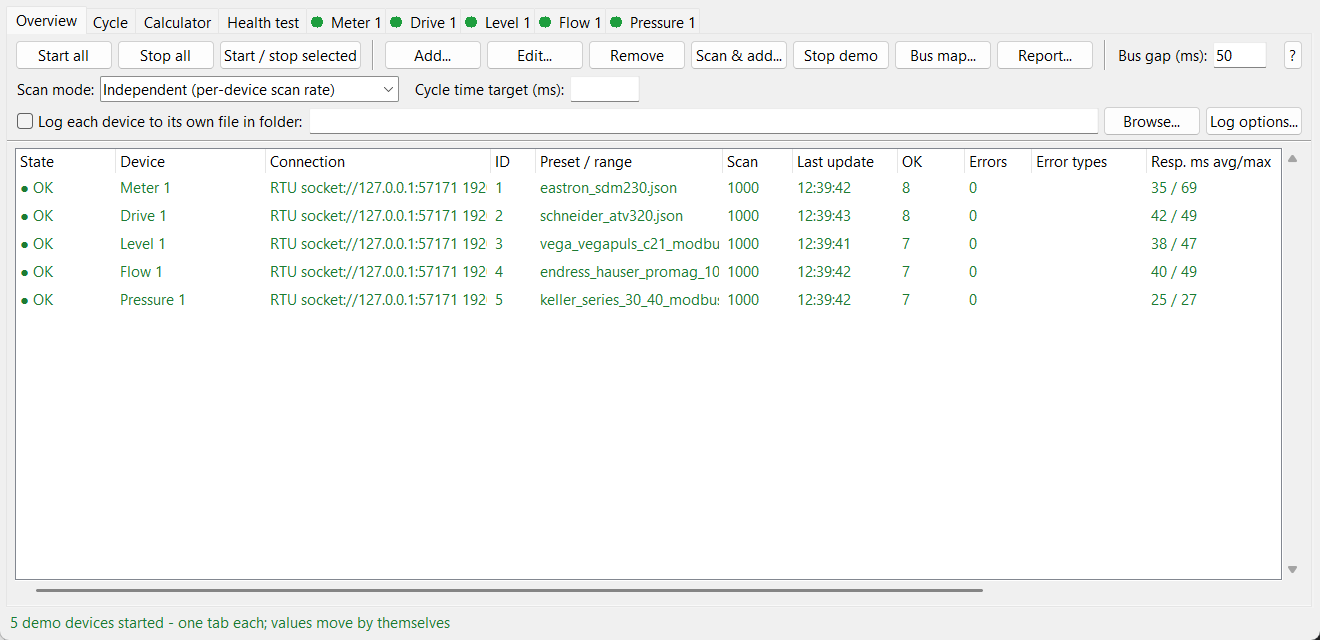 Overview Cycle Calculator Health test Meter 1 Drive 1 Level 1 Flow 1 Pressure 1
Start all Stop all Start / stop selected Add... Edit... Remove Scan & add... Stop demo Bus map... Report... Bus gap (ms): 50 ?
Scan mode: Independent (per-device scan rate) Cycle time target (ms):
Log each device to its own file in folder: Browse... Log options...
State Device Connection ID Preset / range Scan Last update OK Errors Error types Resp. ms avg/max
● OK Meter 1 RTU socket://127.0.0.1:57171 192 1 eastron_sdm230.json 1000 12:39:42 8 0 35 / 69
● OK Drive 1 RTU socket://127.0.0.1:57171 192 2 schneider_atv320.json 1000 12:39:43 8 0 42 / 49
● OK Level 1 RTU socket://127.0.0.1:57171 192 3 vega_vegapuls_c21_modbu 1000 12:39:41 7 0 38 / 47
● OK Flow 1 RTU socket://127.0.0.1:57171 192 4 endress_hauser_promag_10 1000 12:39:42 7 0 40 / 49
● OK Pressure 1 RTU socket://127.0.0.1:57171 192 5 keller_series_30_40_modbus 1000 12:39:42 7 0 25 / 27
5 demo devices started - one tab each; values move by themselves